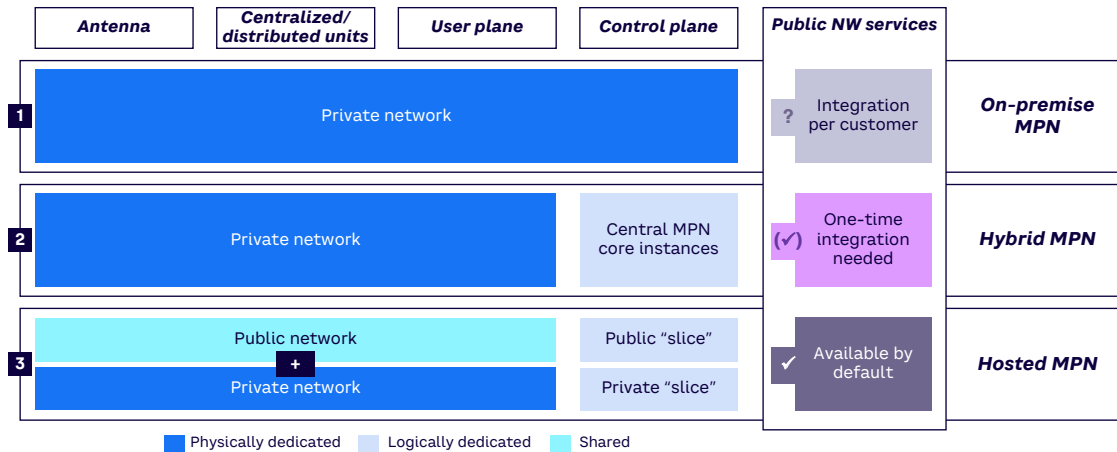 Antenna
Centralized/
distributed units
User plane
Control plane
Public NW services
1
Private network
?
Integration
per customer
On-premise
MPN
2
Private network
Central MPN
core instances
(✓)
One-time
integration
needed
Hybrid MPN
3
Public network
+
Private network
Public “slice”
Private “slice”
✓
Available by
default
Hosted MPN
Physically dedicated
Logically dedicated
Shared